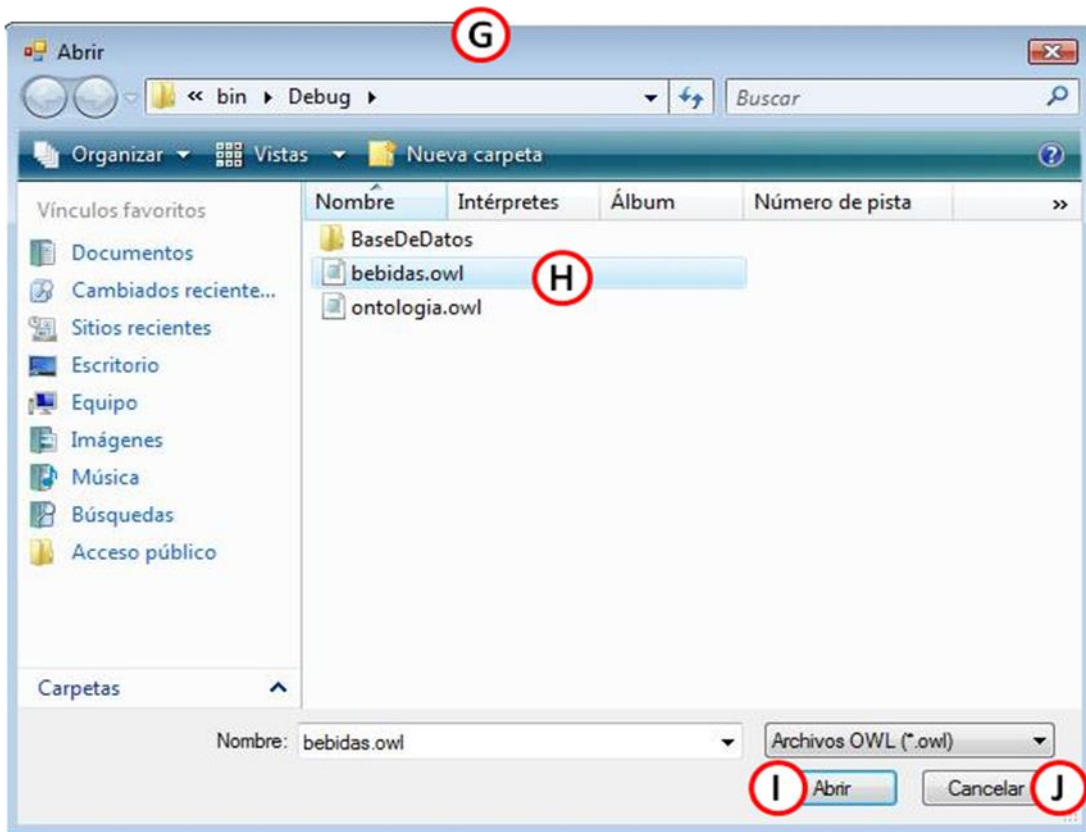 G
Abrir
« bin ▸ Debug ▸ Buscar
Organizar Vistas Nueva carpeta
Vínculos favoritos
Documentos
Cambiados reciente...
Sitios recientes
Escritorio
Equipo
Imágenes
Música
Búsquedas
Acceso público
Carpetas
Nombre Intérpretes Álbum Número de pista »
BaseDeDatos
bebidas.owl H
ontologia.owl
Nombre: bebidas.owl Archivos OWL (*.owl)
I Abrir Cancelar J